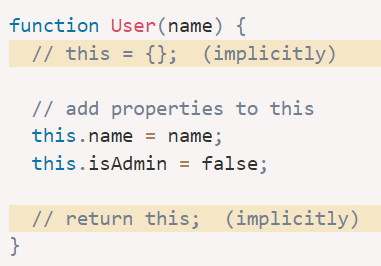 function User(name) {
  // this = {};  (implicitly)

  // add properties to this
  this.name = name;
  this.isAdmin = false;

  // return this;  (implicitly)
}